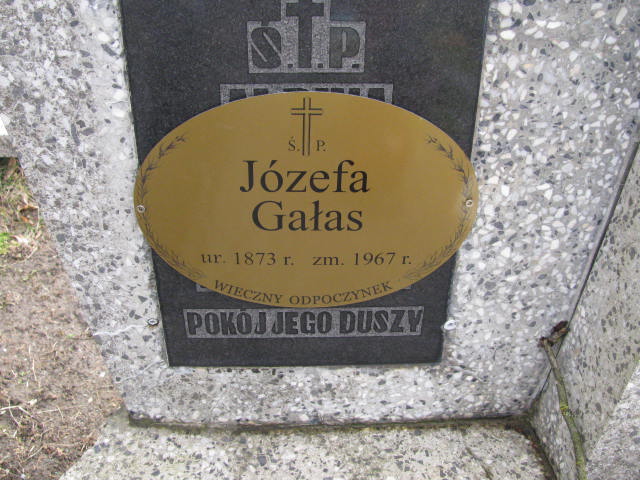 Ś.P.
Ś. P.
Józefa
Gałas
ur. 1873 r. zm. 1967 r.
WIECZNY ODPOCZYNEK
POKÓJ JEGO DUSZY